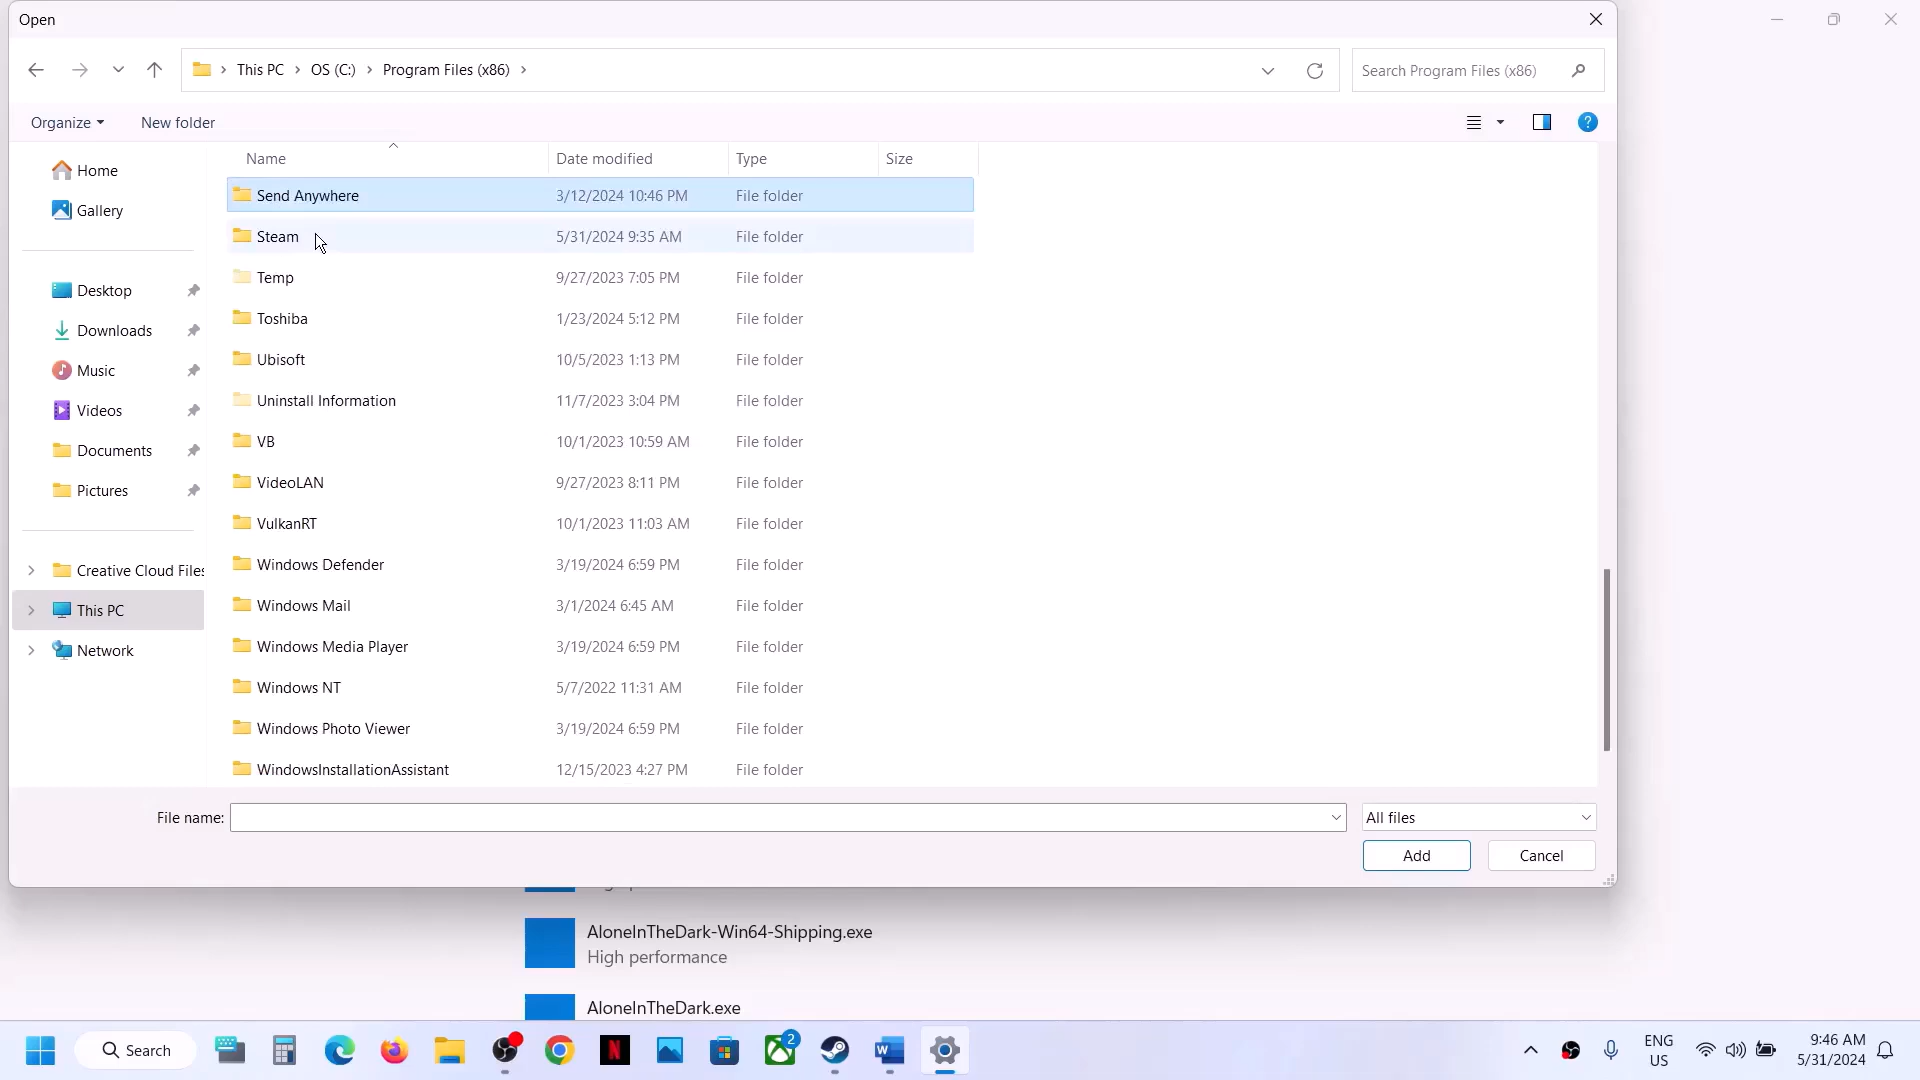 Open
This PC > OS (C:) > Program Files (x86) >
Search Program Files (x86)
Organize
New folder
Name
Date modified
Type
Size
Home
Gallery
Desktop
Downloads
Music
Videos
Documents
Pictures
Creative Cloud Files
This PC
Network
Send Anywhere 3/12/2024 10:46 PM File folder
Steam 5/31/2024 9:35 AM File folder
Temp 9/27/2023 7:05 PM File folder
Toshiba 1/23/2024 5:12 PM File folder
Ubisoft 10/5/2023 1:13 PM File folder
Uninstall Information 11/7/2023 3:04 PM File folder
VB 10/1/2023 10:59 AM File folder
VideoLAN 9/27/2023 8:11 PM File folder
VulkanRT 10/1/2023 11:03 AM File folder
Windows Defender 3/19/2024 6:59 PM File folder
Windows Mail 3/1/2024 6:45 AM File folder
Windows Media Player 3/19/2024 6:59 PM File folder
Windows NT 5/7/2022 11:31 AM File folder
Windows Photo Viewer 3/19/2024 6:59 PM File folder
WindowsInstallationAssistant 12/15/2023 4:27 PM File folder
File name:
All files
Add
Cancel
AloneInTheDark-Win64-Shipping.exe
High performance
AloneInTheDark.exe
Search
2
ENG
US
9:46 AM
5/31/2024